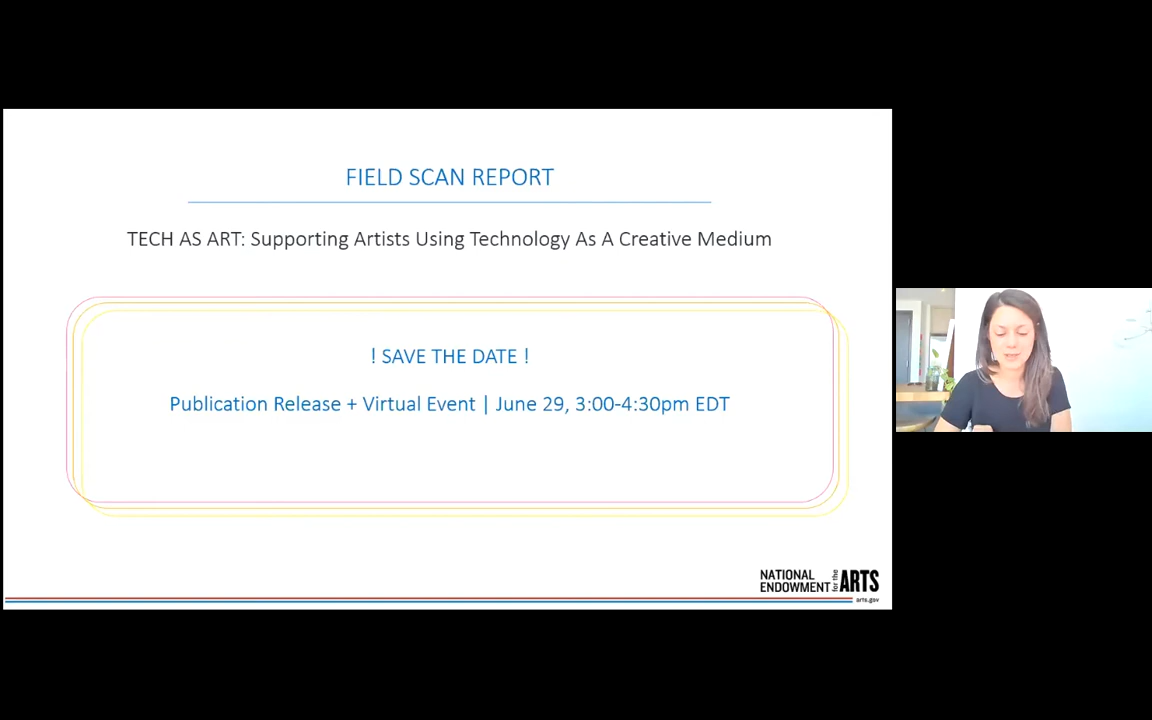 FIELD SCAN REPORT
TECH AS ART: Supporting Artists Using Technology As A Creative Medium
! SAVE THE DATE !
Publication Release + Virtual Event | June 29, 3:00-4:30pm EDT
NATIONAL ENDOWMENT for the ARTS
arts.gov